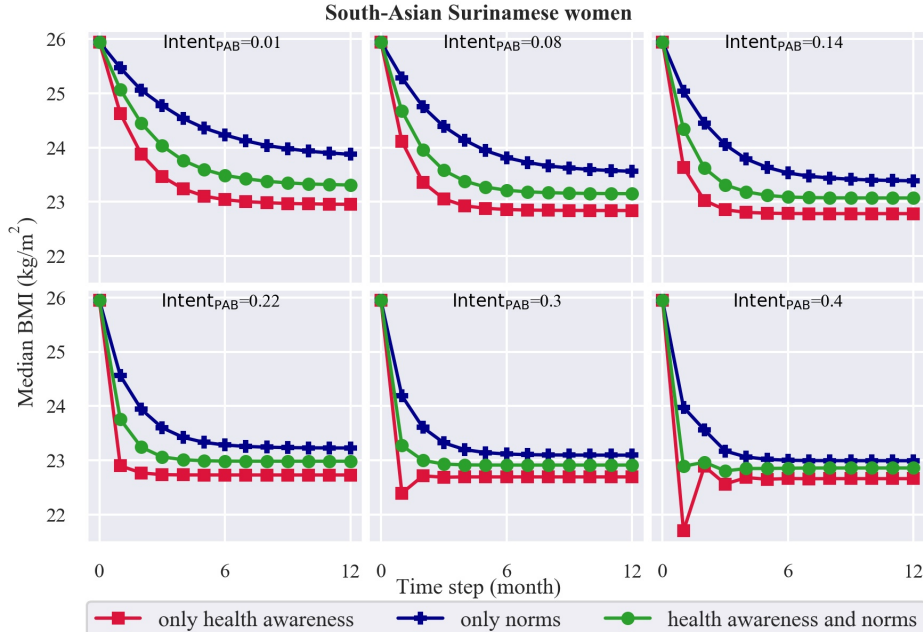 South-Asian Surinamese women
Median BMI (kg/m²)
Intent_PAB=0.01
Intent_PAB=0.08
Intent_PAB=0.14
26
25
24
23
22
Intent_PAB=0.22
Intent_PAB=0.3
Intent_PAB=0.4
26
25
24
23
22
0 6 12 0 6 12 0 6 12
Time step (month)
only health awareness only norms health awareness and norms